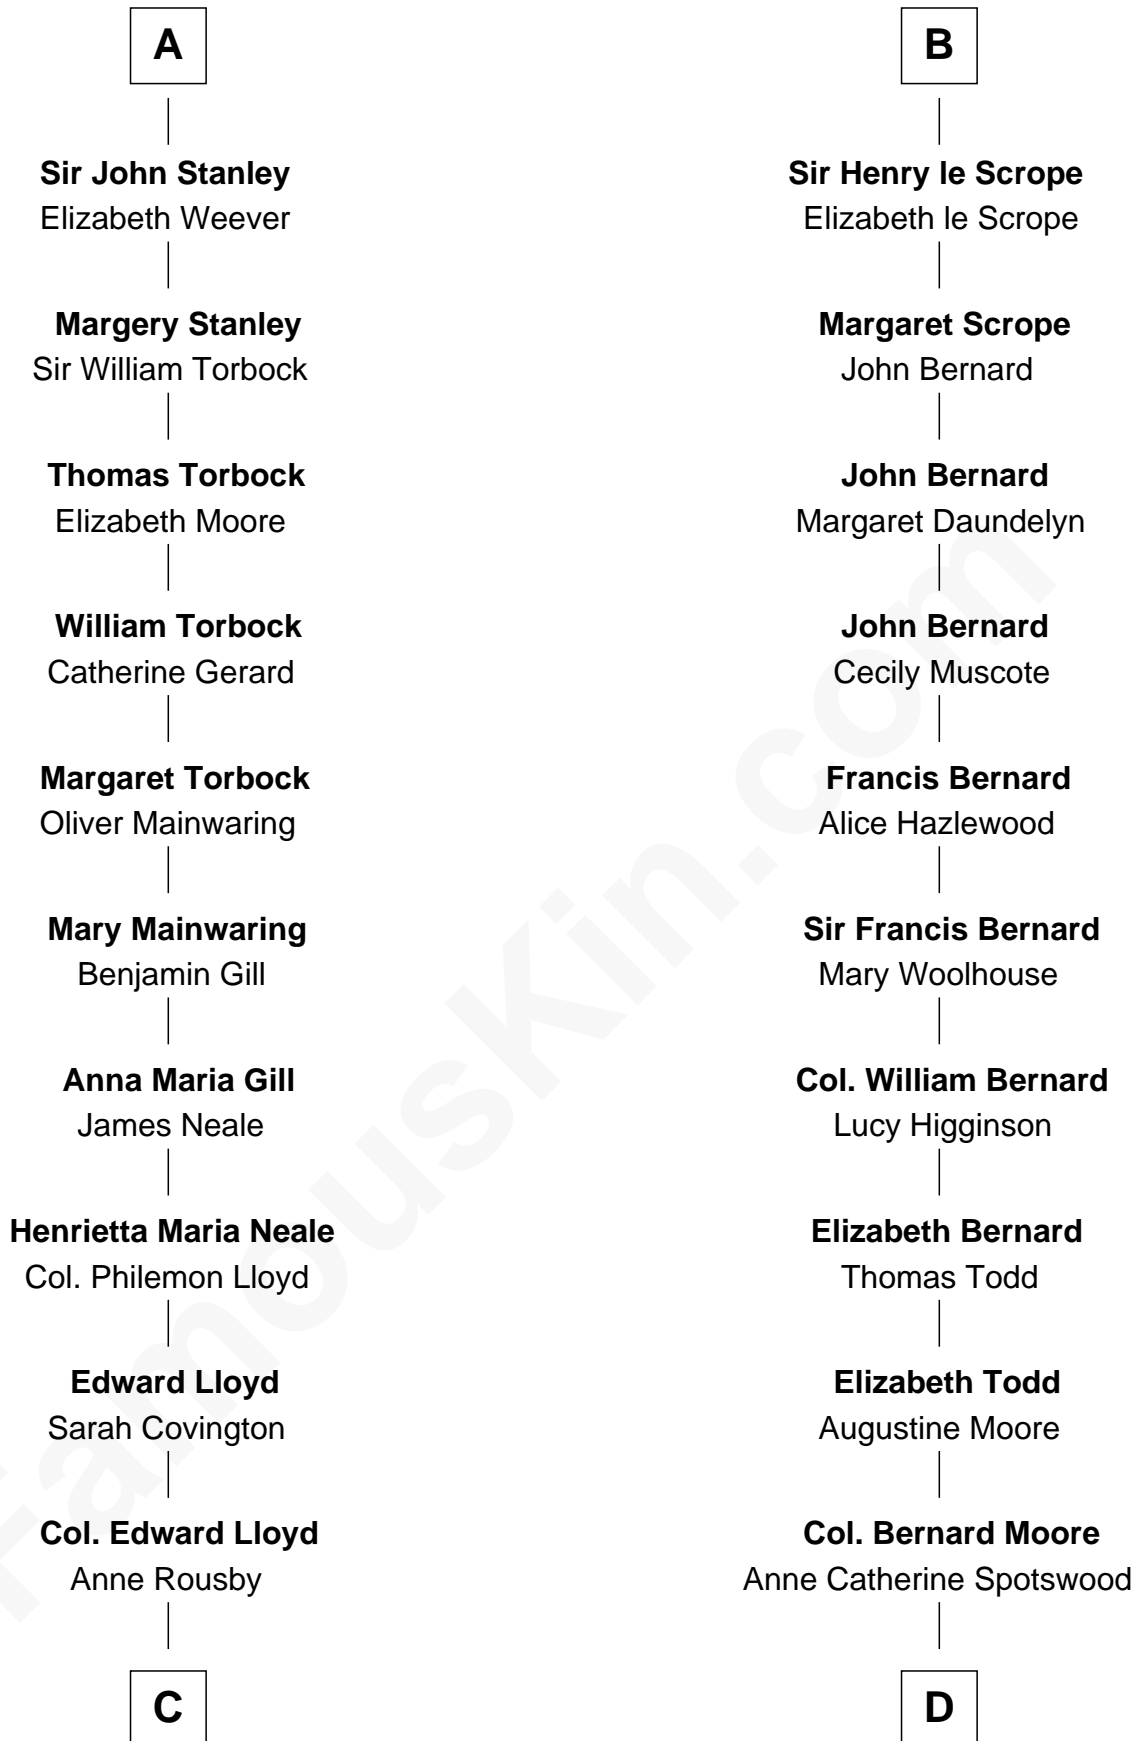 A
Sir John Stanley
Elizabeth Weever
Margery Stanley
Sir William Torbock
Thomas Torbock
Elizabeth Moore
William Torbock
Catherine Gerard
Margaret Torbock
Oliver Mainwaring
Mary Mainwaring
Benjamin Gill
Anna Maria Gill
James Neale
Henrietta Maria Neale
Col. Philemon Lloyd
Edward Lloyd
Sarah Covington
Col. Edward Lloyd
Anne Rousby
C
B
Sir Henry le Scrope
Elizabeth le Scrope
Margaret Scrope
John Bernard
John Bernard
Margaret Daundelyn
John Bernard
Cecily Muscote
Francis Bernard
Alice Hazlewood
Sir Francis Bernard
Mary Woolhouse
Col. William Bernard
Lucy Higginson
Elizabeth Bernard
Thomas Todd
Elizabeth Todd
Augustine Moore
Col. Bernard Moore
Anne Catherine Spotswood
D
FamousKin.com